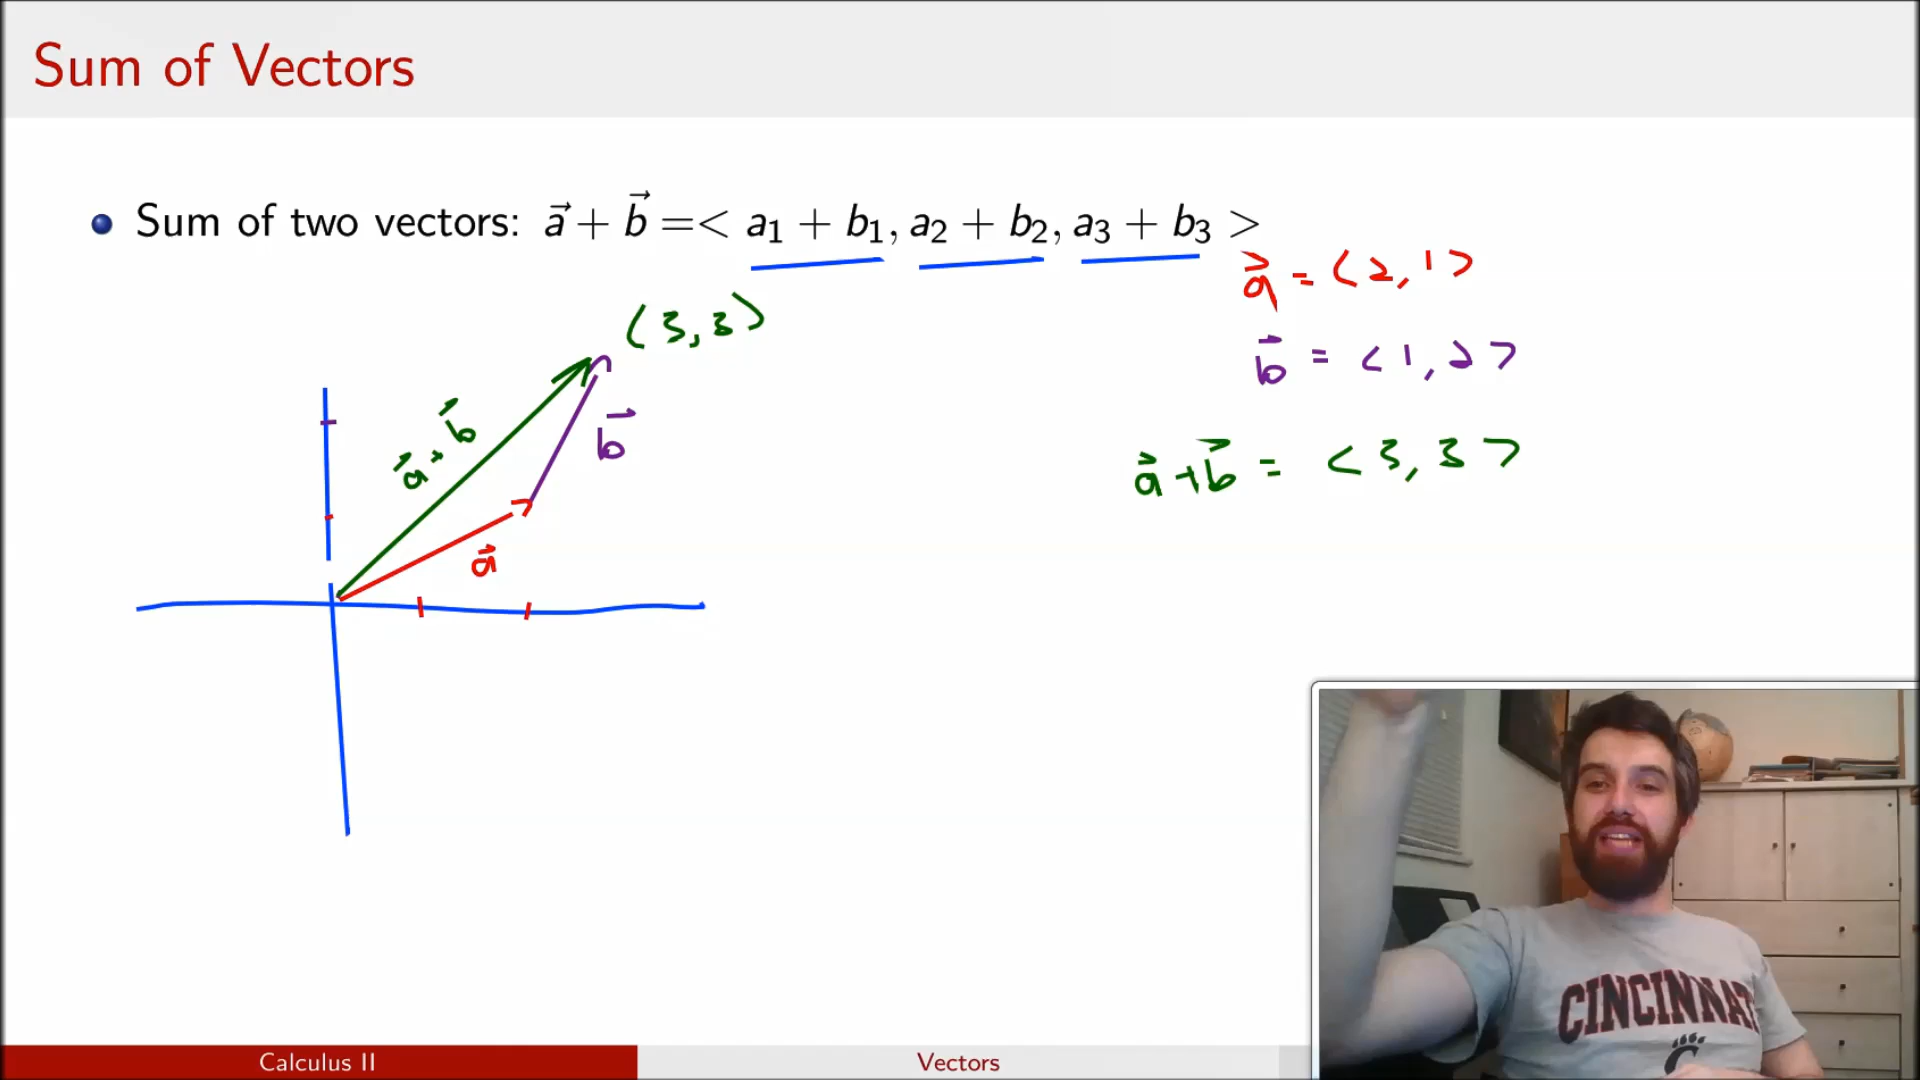 Sum of Vectors
Sum of two vectors: a⃗ + b⃗ =< a₁ + b₁, a₂ + b₂, a₃ + b₃ >
a⃗ = ⟨2,1⟩
b⃗ = <1,2>
a⃗+b⃗ = <3,3>
(3,3)
a⃗+b⃗
b⃗
a⃗
CINCINNAT
C
Calculus II
Vectors